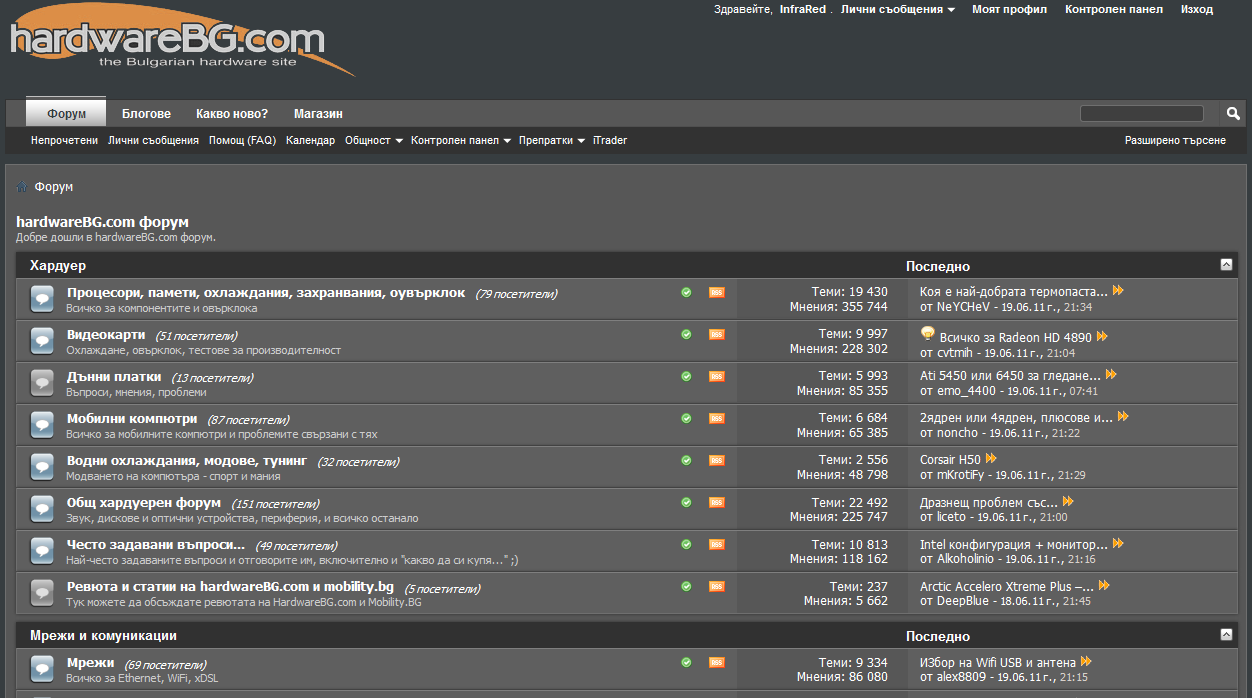 Здравейте, InfraRed . Лични съобщения Моят профил Контролен панел Изход
hardwareBG.com
the Bulgarian hardware site
Форум Блогове Какво ново? Магазин
Непрочетени Лични съобщения Помощ (FAQ) Календар Общност Контролен панел Препратки iTrader Разширено търсене
Форум
hardwareBG.com форум
Добре дошли в hardwareBG.com форум.
Хардуер Последно
Процесори, памети, охлаждания, захранвания, оувърклок (79 посетители) RSS Теми: 19 430 Коя е най-добрата термопаста...
Всичко за компонентите и овърклока Мнения: 355 744 от NeYCHeV - 19.06.11 г., 21:34
Видеокарти (51 посетители) RSS Теми: 9 997 Всичко за Radeon HD 4890
Охлаждане, овърклок, тестове за производителност Мнения: 228 302 от cvtmih - 19.06.11 г., 21:04
Дънни платки (13 посетители) RSS Теми: 5 993 Ati 5450 или 6450 за гледане...
Въпроси, мнения, проблеми Мнения: 85 355 от emo_4400 - 19.06.11 г., 07:41
Мобилни компютри (87 посетители) RSS Теми: 6 684 2ядрен или 4ядрен, плюсове и...
Всичко за мобилните компютри и проблемите свързани с тях Мнения: 65 385 от noncho - 19.06.11 г., 21:22
Водни охлаждания, модове, тунинг (32 посетители) RSS Теми: 2 556 Corsair H50
Модването на компютъра - спорт и мания Мнения: 48 798 от mKrotiFy - 19.06.11 г., 21:29
Общ хардуерен форум (151 посетители) RSS Теми: 22 492 Дразнещ проблем със...
Звук, дискове и оптични устройства, периферия, и всичко останало Мнения: 225 747 от liceto - 19.06.11 г., 21:00
Често задавани въпроси... (49 посетители) RSS Теми: 10 813 Intel конфигурация + монитор...
Най-често задаваните въпроси и отговорите им, включително и "какво да си купя..." ;) Мнения: 118 162 от Alkoholinio - 19.06.11 г., 21:16
Ревюта и статии на hardwareBG.com и mobility.bg (5 посетители) RSS Теми: 237 Arctic Accelero Xtreme Plus –...
Тук можете да обсъждате ревютата на HardwareBG.com и Mobility.BG Мнения: 5 662 от DeepBlue - 18.06.11 г., 21:45
Мрежи и комуникации Последно
Мрежи (69 посетители) RSS Теми: 9 334 ИЗбор на Wifi USB и антена
Всичко за Ethernet, WiFi, xDSL Мнения: 86 080 от alex8809 - 19.06.11 г., 21:15